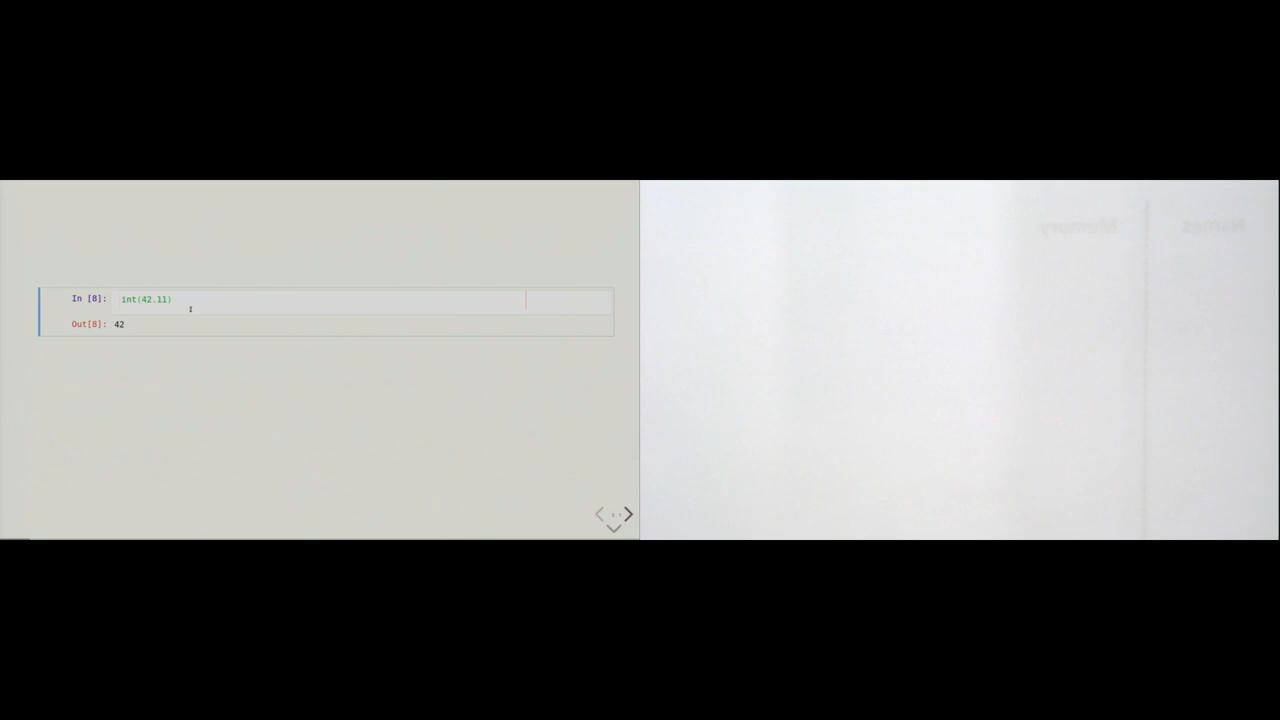 In [8]: int(42.11)
Out[8]: 42
Memory Names